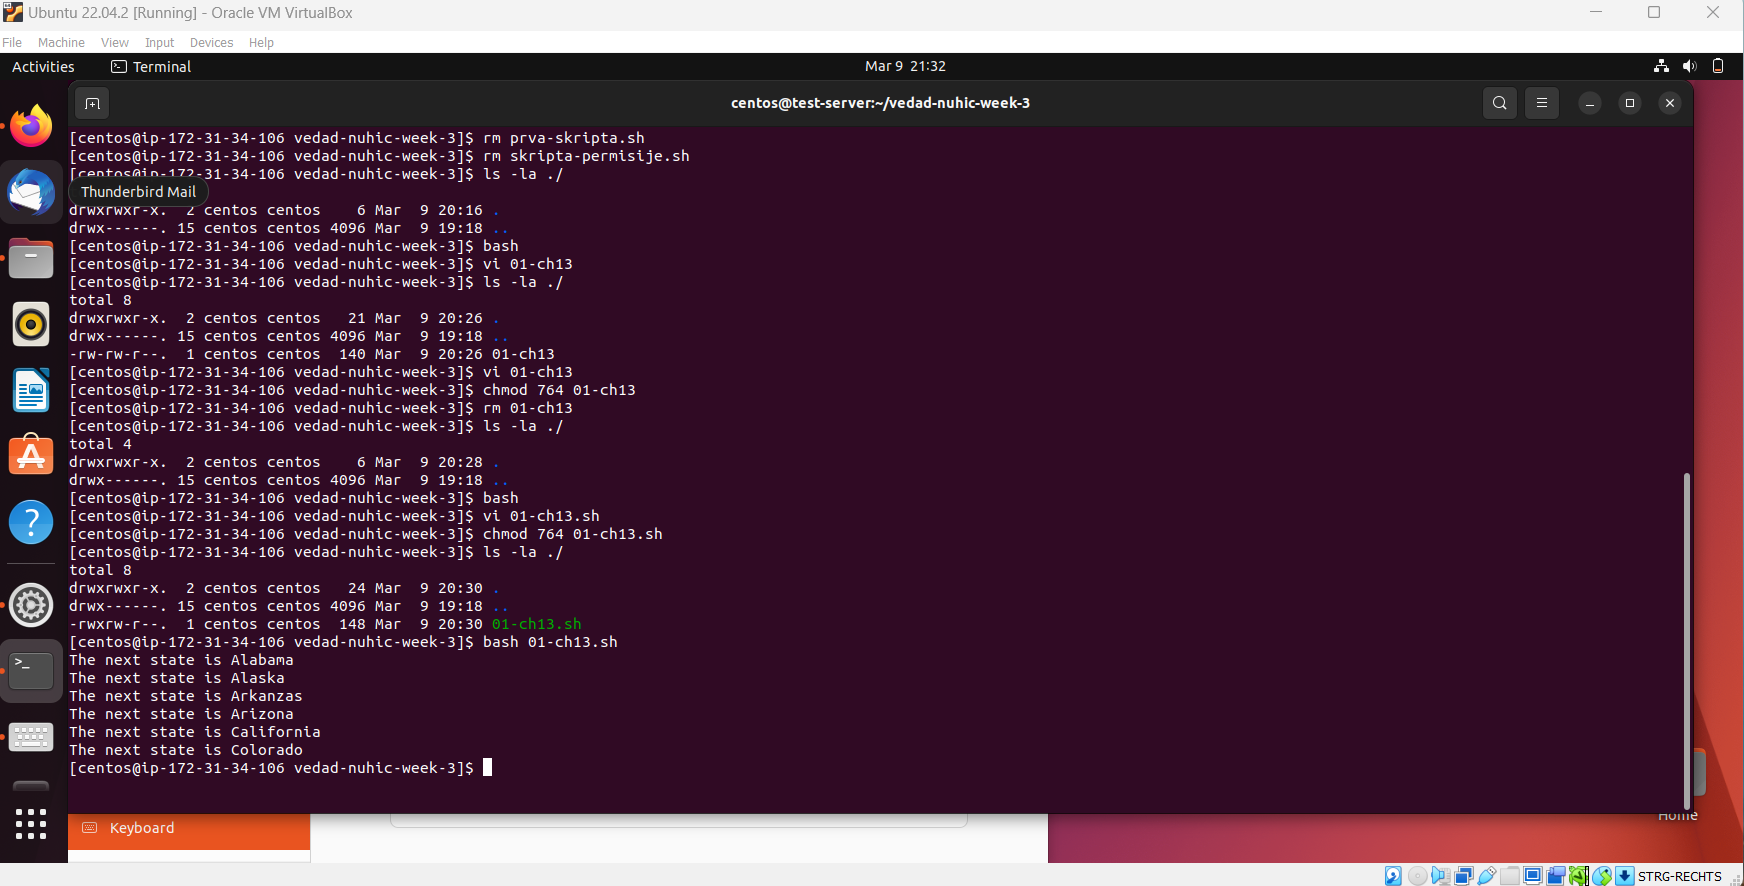 Ubuntu 22.04.2 [Running] - Oracle VM VirtualBox
File Machine View Input Devices Help
Activities Terminal Mar 9 21:32
centos@test-server:~/vedad-nuhic-week-3
[centos@ip-172-31-34-106 vedad-nuhic-week-3]$ rm prva-skripta.sh
[centos@ip-172-31-34-106 vedad-nuhic-week-3]$ rm skripta-permisije.sh
[centos@ip-172-31-34-106 vedad-nuhic-week-3]$ ls -la ./
Thunderbird Mail
drwxrwxr-x.  2 centos centos    6 Mar  9 20:16 .
drwx------. 15 centos centos 4096 Mar  9 19:18 ..
[centos@ip-172-31-34-106 vedad-nuhic-week-3]$ bash
[centos@ip-172-31-34-106 vedad-nuhic-week-3]$ vi 01-ch13
[centos@ip-172-31-34-106 vedad-nuhic-week-3]$ ls -la ./
total 8
drwxrwxr-x.  2 centos centos   21 Mar  9 20:26 .
drwx------. 15 centos centos 4096 Mar  9 19:18 ..
-rw-rw-r--.  1 centos centos  140 Mar  9 20:26 01-ch13
[centos@ip-172-31-34-106 vedad-nuhic-week-3]$ vi 01-ch13
[centos@ip-172-31-34-106 vedad-nuhic-week-3]$ chmod 764 01-ch13
[centos@ip-172-31-34-106 vedad-nuhic-week-3]$ rm 01-ch13
[centos@ip-172-31-34-106 vedad-nuhic-week-3]$ ls -la ./
total 4
drwxrwxr-x.  2 centos centos    6 Mar  9 20:28 .
drwx------. 15 centos centos 4096 Mar  9 19:18 ..
[centos@ip-172-31-34-106 vedad-nuhic-week-3]$ bash
[centos@ip-172-31-34-106 vedad-nuhic-week-3]$ vi 01-ch13.sh
[centos@ip-172-31-34-106 vedad-nuhic-week-3]$ chmod 764 01-ch13.sh
[centos@ip-172-31-34-106 vedad-nuhic-week-3]$ ls -la ./
total 8
drwxrwxr-x.  2 centos centos   24 Mar  9 20:30 .
drwx------. 15 centos centos 4096 Mar  9 19:18 ..
-rwxrw-r--.  1 centos centos  148 Mar  9 20:30 01-ch13.sh
[centos@ip-172-31-34-106 vedad-nuhic-week-3]$ bash 01-ch13.sh
The next state is Alabama
The next state is Alaska
The next state is Arkanzas
The next state is Arizona
The next state is California
The next state is Colorado
[centos@ip-172-31-34-106 vedad-nuhic-week-3]$
Home
Keyboard
STRG-RECHTS